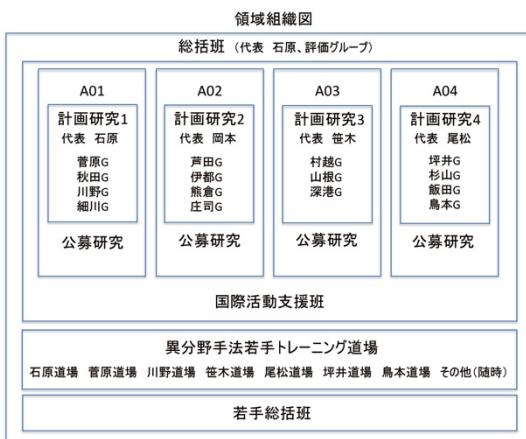 領域組織図
総括班 （代表 石原、評価グループ）
A01
計画研究1
代表 石原
菅原G
秋田G
川野G
細川G
公募研究
A02
計画研究2
代表 岡本
芦田G
伊都G
熊倉G
庄司G
公募研究
A03
計画研究3
代表 笹木
村越G
山根G
深港G
公募研究
A04
計画研究4
代表 尾松
坪井G
杉山G
飯田G
鳥本G
公募研究
国際活動支援班
異分野手法若手トレーニング道場
石原道場 菅原道場 川野道場 笹木道場 尾松道場 坪井道場 鳥本道場 その他（随時）
若手総括班